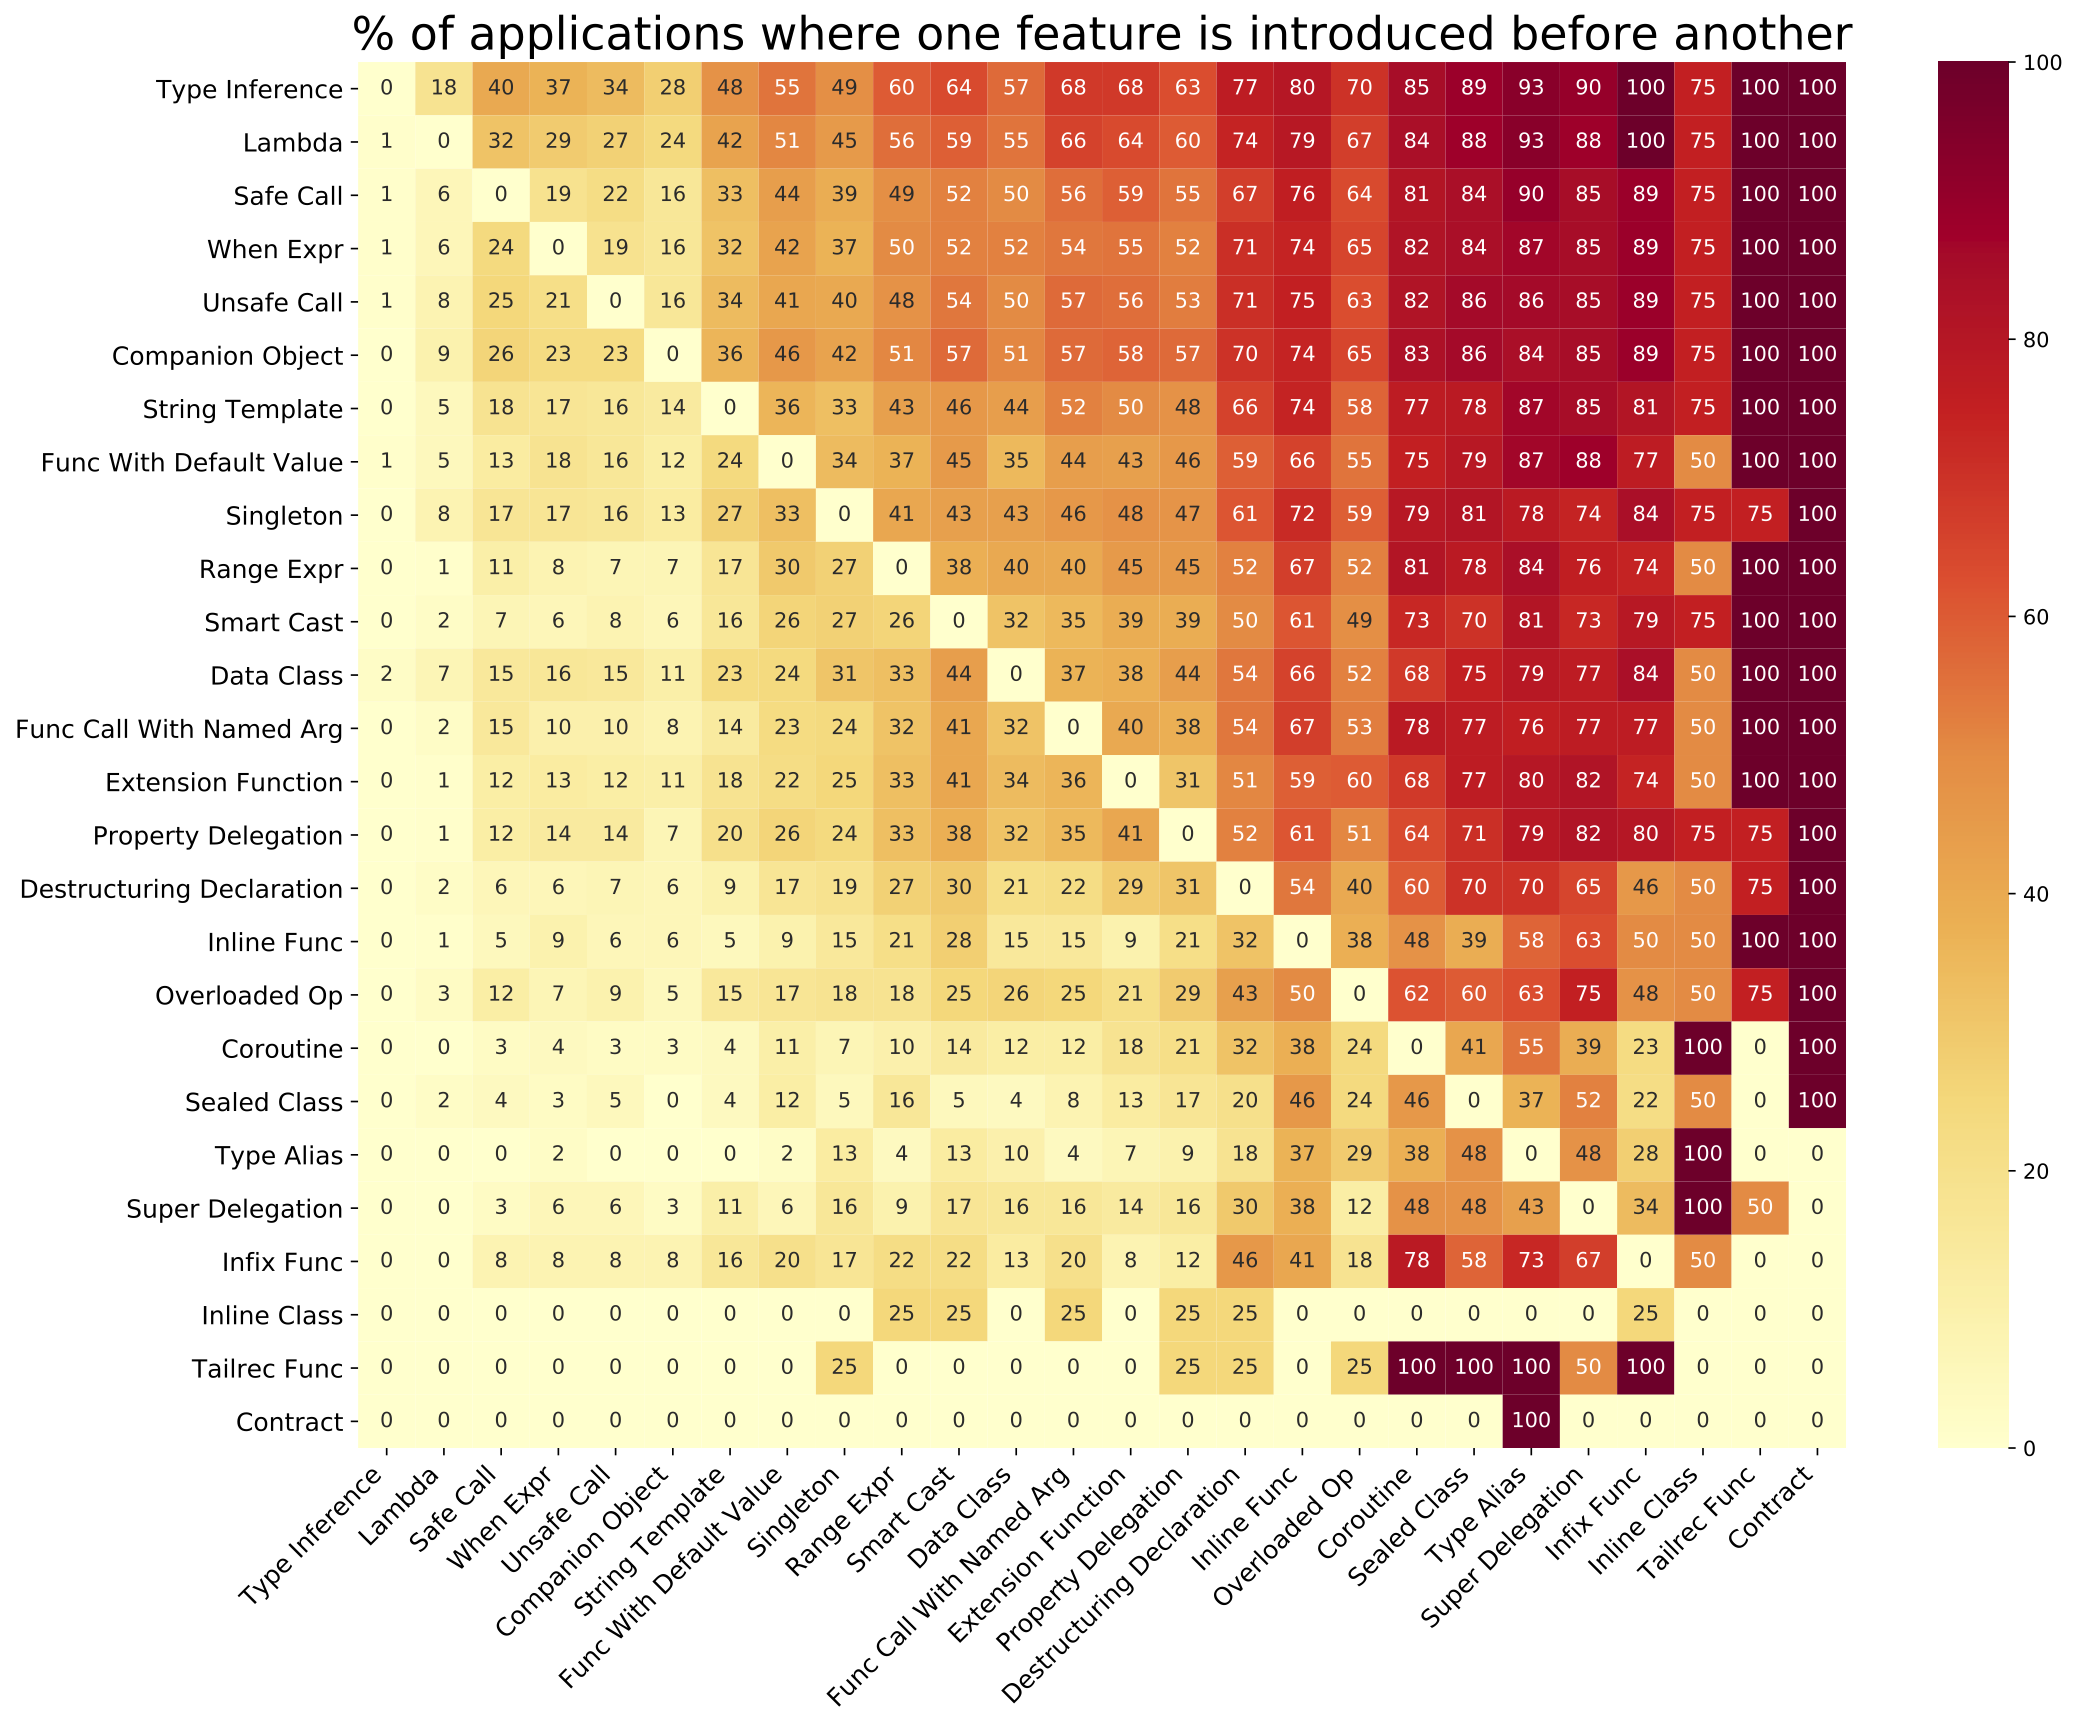 % of applications where one feature is introduced before another
Type Inference 0 18 40 37 34 28 48 55 49 60 64 57 68 68 63 77 80 70 85 89 93 90 100 75 100 100
Lambda 1 0 32 29 27 24 42 51 45 56 59 55 66 64 60 74 79 67 84 88 93 88 100 75 100 100
Safe Call 1 6 0 19 22 16 33 44 39 49 52 50 56 59 55 67 76 64 81 84 90 85 89 75 100 100
When Expr 1 6 24 0 19 16 32 42 37 50 52 52 54 55 52 71 74 65 82 84 87 85 89 75 100 100
Unsafe Call 1 8 25 21 0 16 34 41 40 48 54 50 57 56 53 71 75 63 82 86 86 85 89 75 100 100
Companion Object 0 9 26 23 23 0 36 46 42 51 57 51 57 58 57 70 74 65 83 86 84 85 89 75 100 100
String Template 0 5 18 17 16 14 0 36 33 43 46 44 52 50 48 66 74 58 77 78 87 85 81 75 100 100
Func With Default Value 1 5 13 18 16 12 24 0 34 37 45 35 44 43 46 59 66 55 75 79 87 88 77 50 100 100
Singleton 0 8 17 17 16 13 27 33 0 41 43 43 46 48 47 61 72 59 79 81 78 74 84 75 75 100
Range Expr 0 1 11 8 7 7 17 30 27 0 38 40 40 45 45 52 67 52 81 78 84 76 74 50 100 100
Smart Cast 0 2 7 6 8 6 16 26 27 26 0 32 35 39 39 50 61 49 73 70 81 73 79 75 100 100
Data Class 2 7 15 16 15 11 23 24 31 33 44 0 37 38 44 54 66 52 68 75 79 77 84 50 100 100
Func Call With Named Arg 0 2 15 10 10 8 14 23 24 32 41 32 0 40 38 54 67 53 78 77 76 77 77 50 100 100
Extension Function 0 1 12 13 12 11 18 22 25 33 41 34 36 0 31 51 59 60 68 77 80 82 74 50 100 100
Property Delegation 0 1 12 14 14 7 20 26 24 33 38 32 35 41 0 52 61 51 64 71 79 82 80 75 75 100
Destructuring Declaration 0 2 6 6 7 6 9 17 19 27 30 21 22 29 31 0 54 40 60 70 70 65 46 50 75 100
Inline Func 0 1 5 9 6 6 5 9 15 21 28 15 15 9 21 32 0 38 48 39 58 63 50 50 100 100
Overloaded Op 0 3 12 7 9 5 15 17 18 18 25 26 25 21 29 43 50 0 62 60 63 75 48 50 75 100
Coroutine 0 0 3 4 3 3 4 11 7 10 14 12 12 18 21 32 38 24 0 41 55 39 23 100 0 100
Sealed Class 0 2 4 3 5 0 4 12 5 16 5 4 8 13 17 20 46 24 46 0 37 52 22 50 0 100
Type Alias 0 0 0 2 0 0 0 2 13 4 13 10 4 7 9 18 37 29 38 48 0 48 28 100 0 0
Super Delegation 0 0 3 6 6 3 11 6 16 9 17 16 16 14 16 30 38 12 48 48 43 0 34 100 50 0
Infix Func 0 0 8 8 8 8 16 20 17 22 22 13 20 8 12 46 41 18 78 58 73 67 0 50 0 0
Inline Class 0 0 0 0 0 0 0 0 0 25 25 0 25 0 25 25 0 0 0 0 0 0 25 0 0 0
Tailrec Func 0 0 0 0 0 0 0 0 25 0 0 0 0 0 25 25 0 25 100 100 100 50 100 0 0 0
Contract 0 0 0 0 0 0 0 0 0 0 0 0 0 0 0 0 0 0 0 0 100 0 0 0 0 0
Type Inference
Lambda
Safe Call
When Expr
Unsafe Call
Companion Object
String Template
Func With Default Value
Singleton
Range Expr
Smart Cast
Data Class
Func Call With Named Arg
Extension Function
Property Delegation
Destructuring Declaration
Inline Func
Overloaded Op
Coroutine
Sealed Class
Type Alias
Super Delegation
Infix Func
Inline Class
Tailrec Func
Contract
100
80
60
40
20
0